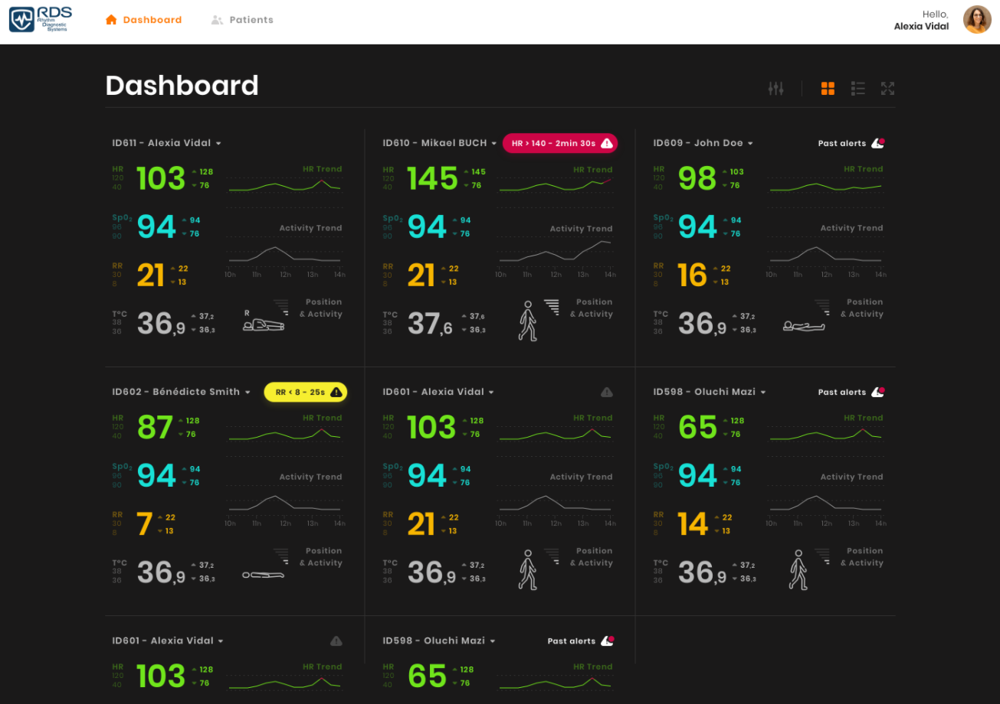 RDS
Rhythm
Diagnostic
Systems
Dashboard
Patients
Hello,
Alexia Vidal
Dashboard
ID611 - Alexia Vidal
HR
120
40
103
128
76
HR Trend
SpO₂
96
90
94
94
76
Activity Trend
RR
30
8
21
22
13
10h 11h 12h 13h 14h
T°C
38
36
36,9
37,2
36,3
R
Position
& Activity
ID610 - Mikael BUCH
HR > 140 - 2min 30s
HR
120
40
145
145
76
HR Trend
SpO₂
96
90
94
94
76
Activity Trend
RR
30
8
21
22
13
10h 11h 12h 13h 14h
T°C
38
36
37,6
37,6
36,3
Position
& Activity
ID609 - John Doe
Past alerts
HR
120
40
98
103
76
HR Trend
SpO₂
96
90
94
94
76
Activity Trend
RR
30
8
16
22
13
10h 11h 12h 13h 14h
T°C
38
36
36,9
37,2
36,3
Position
& Activity
ID602 - Bénédicte Smith
RR < 8 - 25s
HR
120
40
87
128
76
HR Trend
SpO₂
96
90
94
94
76
Activity Trend
RR
30
8
7
22
13
10h 11h 12h 13h 14h
T°C
38
36
36,9
37,2
36,3
Position
& Activity
ID601 - Alexia Vidal
HR
120
40
103
128
76
HR Trend
SpO₂
96
90
94
94
76
Activity Trend
RR
30
8
21
22
13
10h 11h 12h 13h 14h
T°C
38
36
36,9
37,2
36,3
Position
& Activity
ID598 - Oluchi Mazi
Past alerts
HR
120
40
65
128
76
HR Trend
SpO₂
96
90
94
94
76
Activity Trend
RR
30
8
14
22
13
10h 11h 12h 13h 14h
T°C
38
36
36,9
37,2
36,3
Position
& Activity
ID601 - Alexia Vidal
HR
120
40
103
128
76
HR Trend
ID598 - Oluchi Mazi
Past alerts
HR
120
40
65
128
76
HR Trend